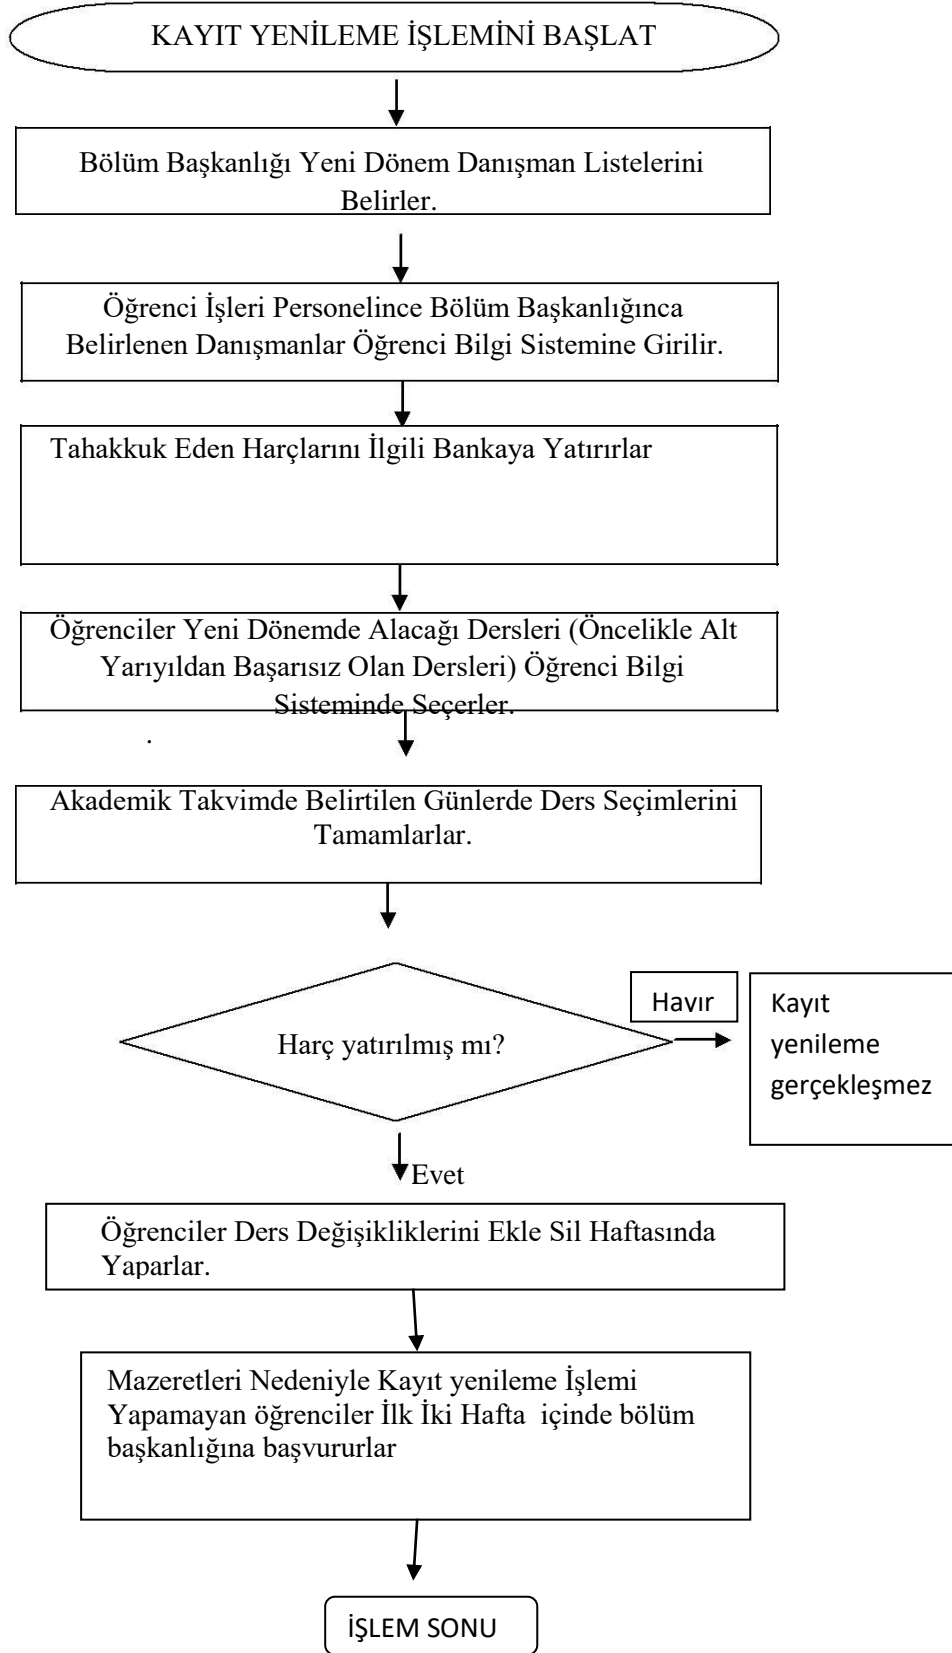 KAYIT YENİLEME İŞLEMİNİ BAŞLAT
Bölüm Başkanlığı Yeni Dönem Danışman Listelerini
Belirler.
Öğrenci İşleri Personelince Bölüm Başkanlığınca
Belirlenen Danışmanlar Öğrenci Bilgi Sistemine Girilir.
Tahakkuk Eden Harçlarını İlgili Bankaya Yatırırlar
Öğrenciler Yeni Dönemde Alacağı Dersleri (Öncelikle Alt
Yarıyıldan Başarısız Olan Dersleri) Öğrenci Bilgi
Sisteminde Seçerler.
.
Akademik Takvimde Belirtilen Günlerde Ders Seçimlerini
Tamamlarlar.
Harç yatırılmış mı?
Havır
Kayıt
yenileme
gerçekleşmez
Evet
Öğrenciler Ders Değişikliklerini Ekle Sil Haftasında
Yaparlar.
Mazeretleri Nedeniyle Kayıt yenileme İşlemi
Yapamayan öğrenciler İlk İki Hafta içinde bölüm
başkanlığına başvururlar
İŞLEM SONU